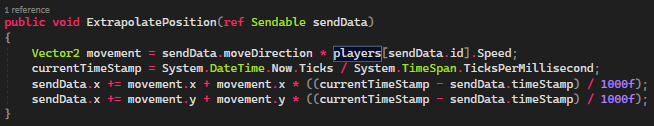 1 reference
public void ExtrapolatePosition(ref Sendable sendData)
{
Vector2 movement = sendData.moveDirection * players[sendData.id].Speed;
currentTimeStamp = System.DateTime.Now.Ticks / System.TimeSpan.TicksPerMillisecond;
sendData.x += movement.x + movement.x * ((currentTimeStamp - sendData.timeStamp) / 1000f);
sendData.x += movement.y + movement.y * ((currentTimeStamp - sendData.timeStamp) / 1000f);
}